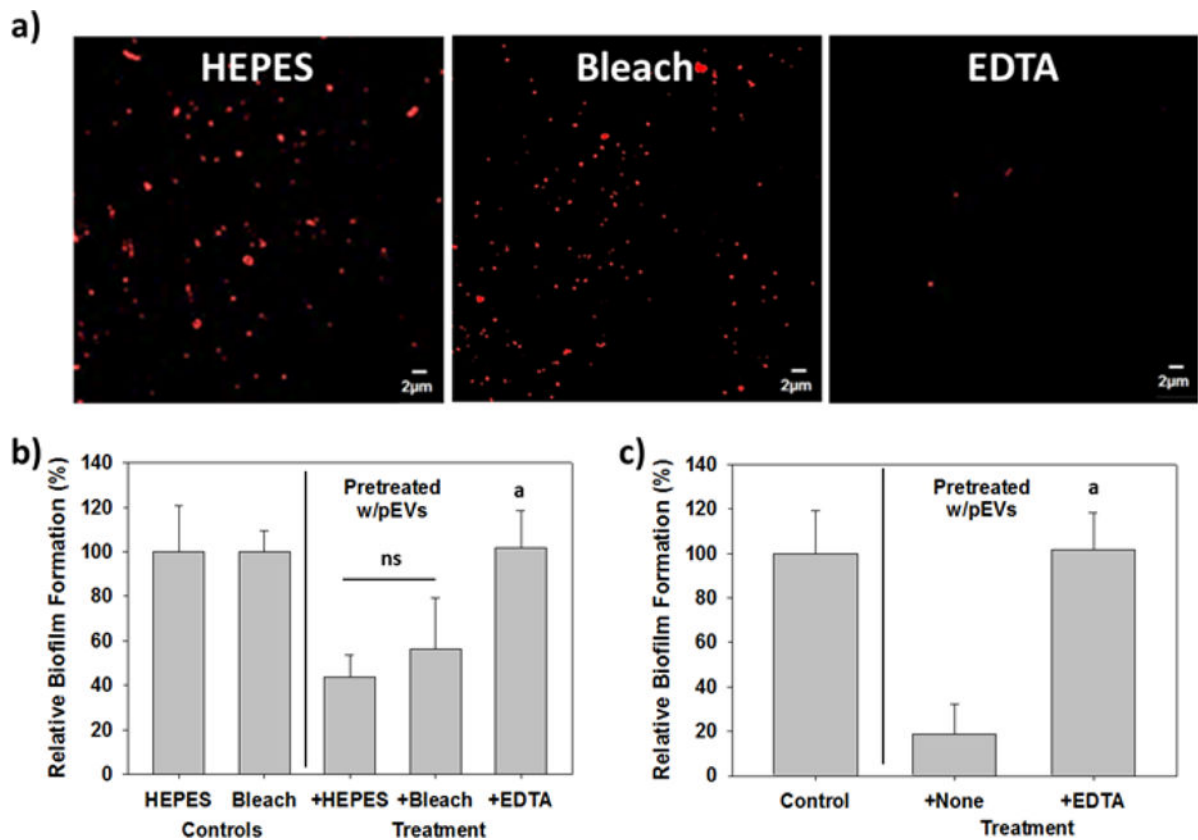 a)
HEPES
Bleach
EDTA
2µm
2µm
2µm
b)
Relative Biofilm Formation (%)
140
120
100
80
60
40
20
0
Pretreated
w/pEVs
a
ns
HEPES Bleach +HEPES +Bleach +EDTA
Controls Treatment
c)
Relative Biofilm Formation (%)
140
120
100
80
60
40
20
0
Pretreated
w/pEVs
a
Control +None +EDTA
Treatment